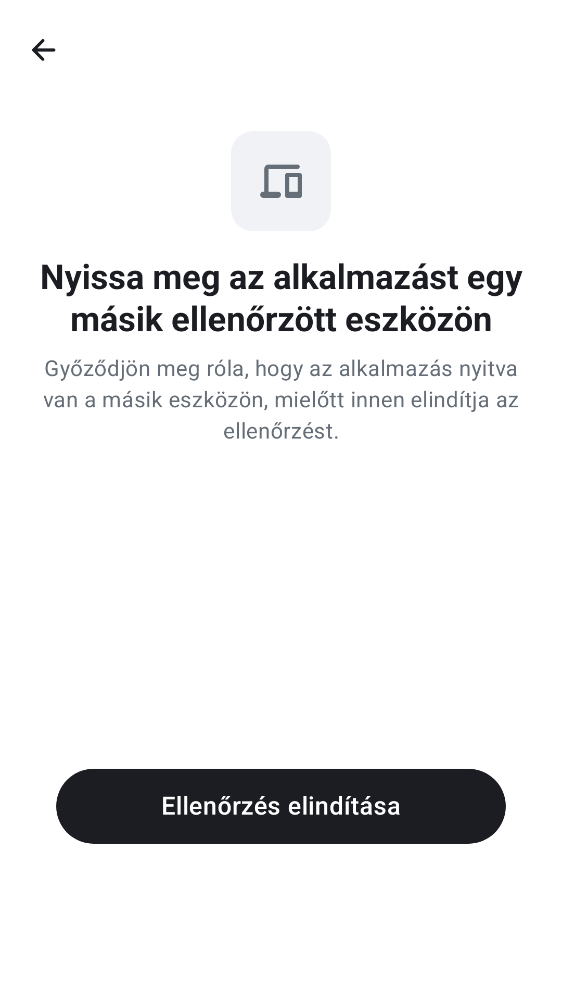 Nyissa meg az alkalmazást egy
másik ellenőrzött eszközön
Győződjön meg róla, hogy az alkalmazás nyitva
van a másik eszközön, mielőtt innen elindítja az
ellenőrzést.
Ellenőrzés elindítása